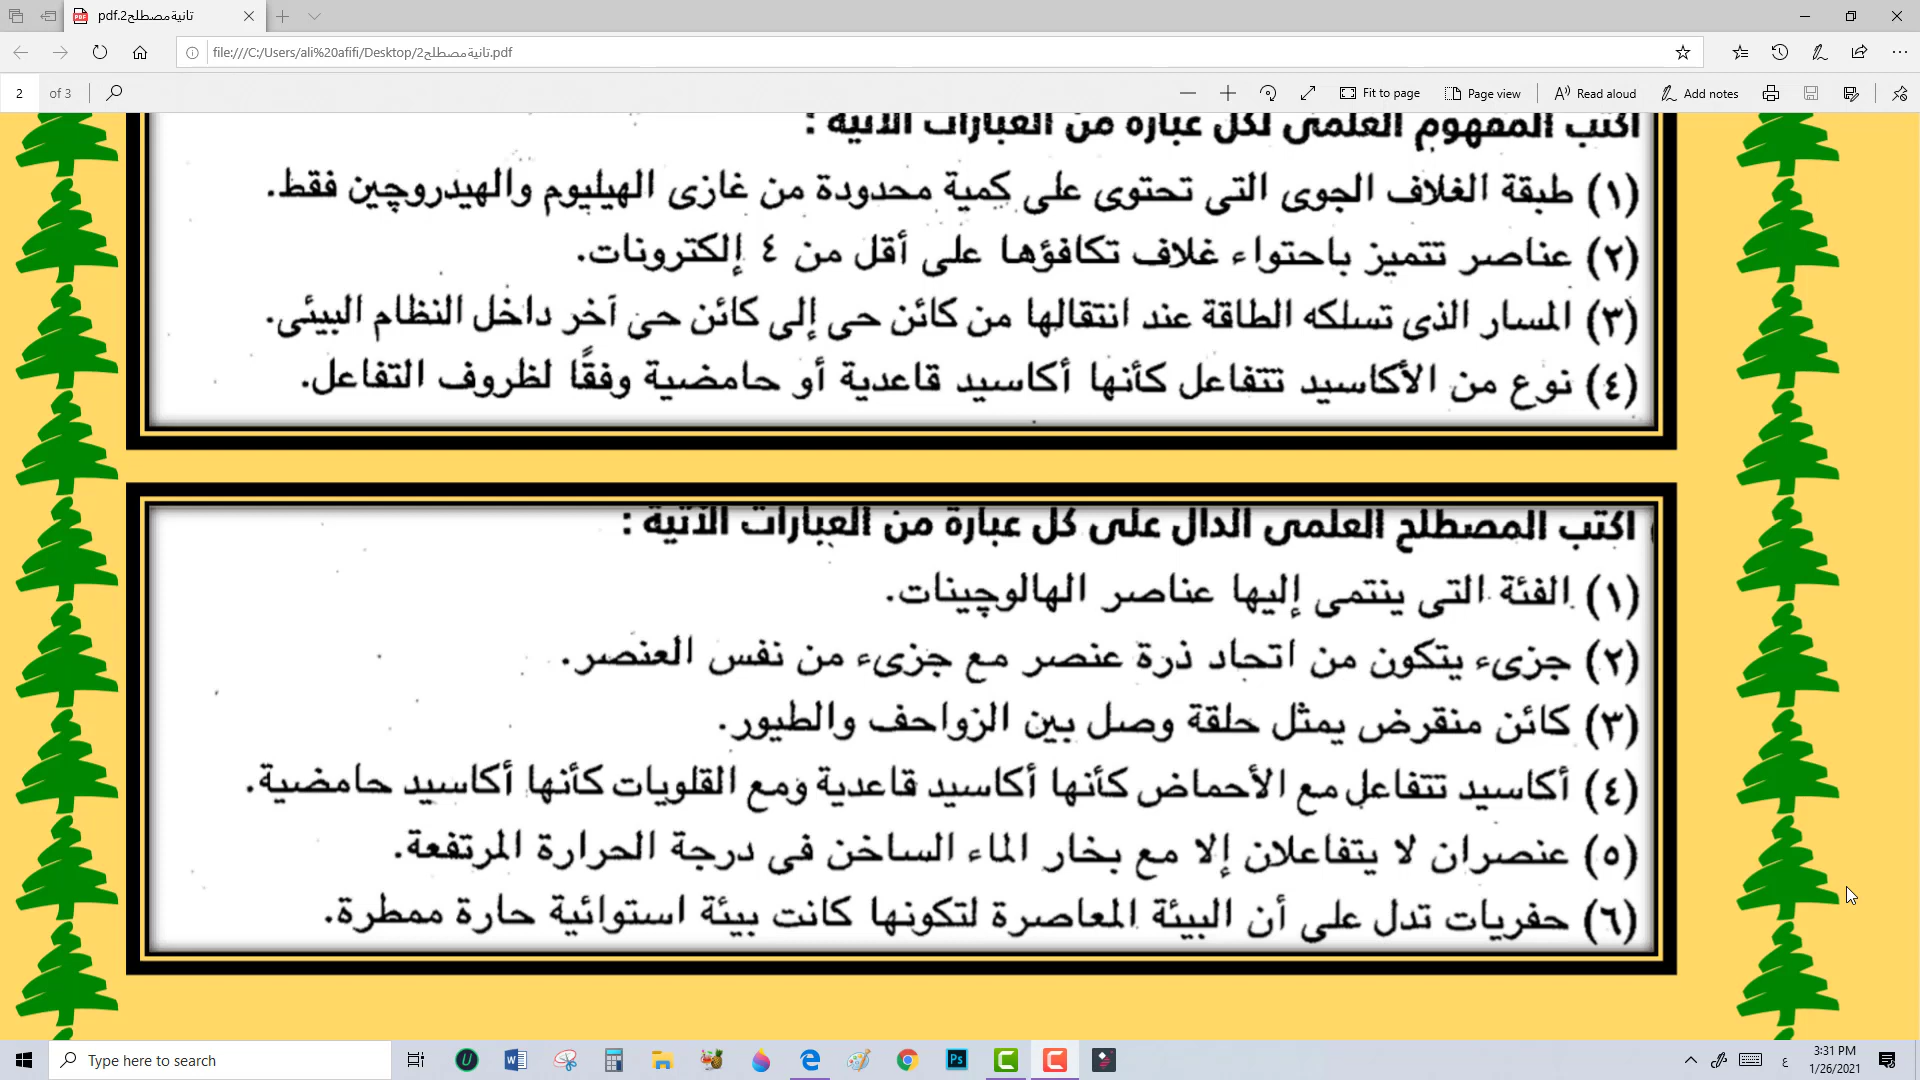 تانيةمصطلح2.pdf
file:///C:/Users/ali%20afifi/Desktop/تانيةمصطلح2.pdf
2 of 3 Fit to page Page view Read aloud Add notes
اكتب المفهوم العلمى لكل عبارة من العبارات الآتية :
(١) طبقة الغلاف الجوى التى تحتوى على كمية محدودة من غازى الهيليوم والهيدروچين فقط.
(٢) عناصر تتميز باحتواء غلاف تكافؤها على أقل من ٤ إلكترونات.
(٣) المسار الذى تسلكه الطاقة عند انتقالها من كائن حى إلى كائن حى آخر داخل النظام البيئى.
(٤) نوع من الأكاسيد تتفاعل كأنها أكاسيد قاعدية أو حامضية وفقًا لظروف التفاعل.
اكتب المصطلح العلمى الدال على كل عبارة من العبارات الآتية :
(١) الفئة التى ينتمى إليها عناصر الهالوچينات.
(٢) جزىء يتكون من اتحاد ذرة عنصر مع جزىء من نفس العنصر.
(٣) كائن منقرض يمثل حلقة وصل بين الزواحف والطيور.
(٤) أكاسيد تتفاعل مع الأحماض كأنها أكاسيد قاعدية ومع القلويات كأنها أكاسيد حامضية.
(٥) عنصران لا يتفاعلان إلا مع بخار الماء الساخن فى درجة الحرارة المرتفعة.
(٦) حفريات تدل على أن البيئة المعاصرة لتكونها كانت بيئة استوائية حارة ممطرة.
Type here to search
ع
3:31 PM
1/26/2021